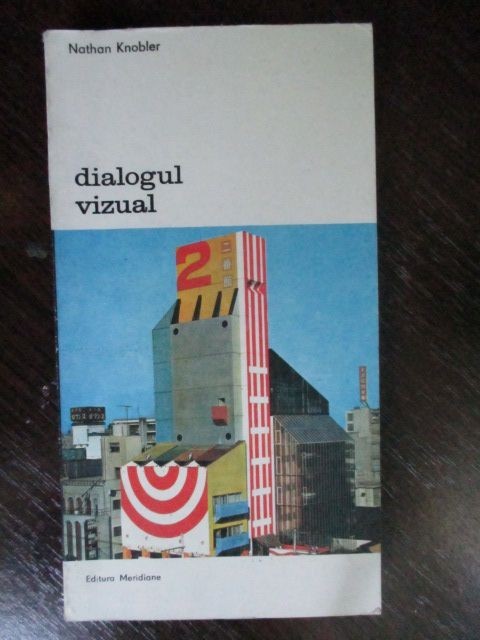 Nathan Knobler
dialogul
vizual
2
Editura Meridiane